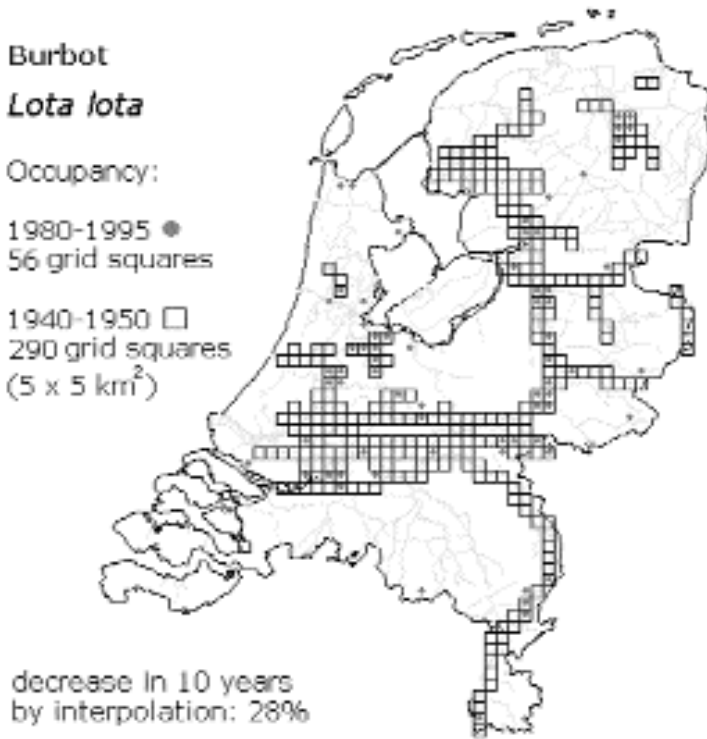 Burbot
Lota lota
Occupancy:
1980-1995 ●
56 grid squares
1940-1950 □
290 grid squares
(5 x 5 km²)
decrease in 10 years
by interpolation: 28%